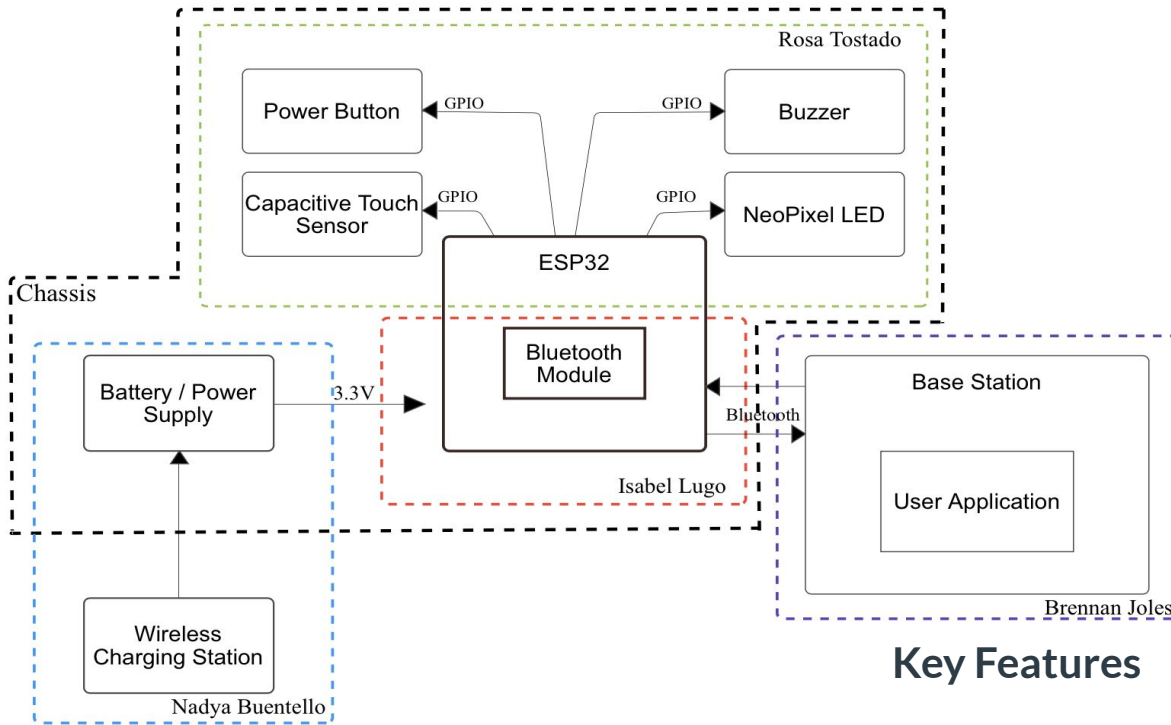 Rosa Tostado
Power Button
GPIO
GPIO
Buzzer
Capacitive Touch
Sensor
GPIO
GPIO
NeoPixel LED
ESP32
Chassis
Bluetooth
Module
Battery / Power
Supply
3.3V
Base Station
Bluetooth
User Application
Isabel Lugo
Brennan Joles
Wireless
Charging Station
Nadya Buentello
Key Features